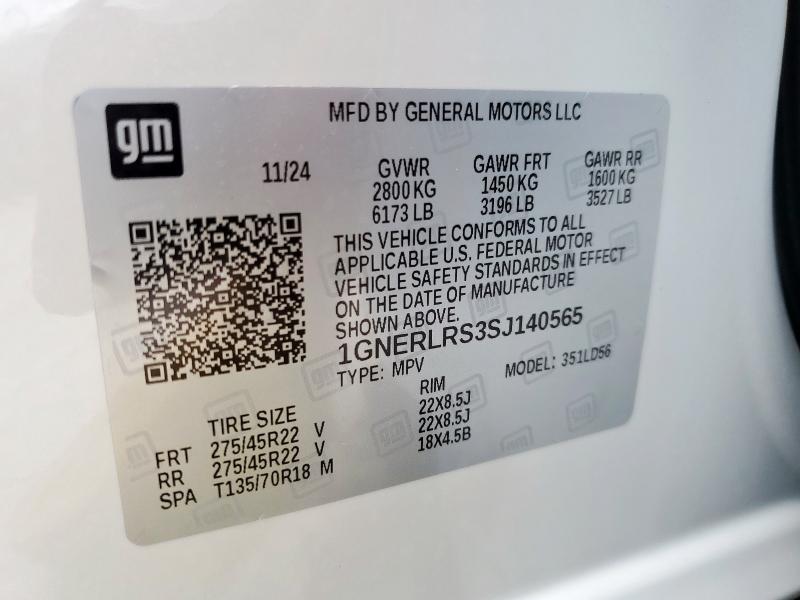 gm
MFD BY GENERAL MOTORS LLC
11/24
GVWR GAWR FRT GAWR RR
2800 KG 1450 KG 1600 KG
6173 LB 3196 LB 3527 LB
THIS VEHICLE CONFORMS TO ALL
APPLICABLE U.S. FEDERAL MOTOR
VEHICLE SAFETY STANDARDS IN EFFECT
ON THE DATE OF MANUFACTURE
SHOWN ABOVE.
1GNERLRS3SJ140565
TYPE: MPV MODEL: 351LD56
TIRE SIZE RIM
FRT 275/45R22 V 22X8.5J
RR 275/45R22 V 22X8.5J
SPA T135/70R18 M 18X4.5B